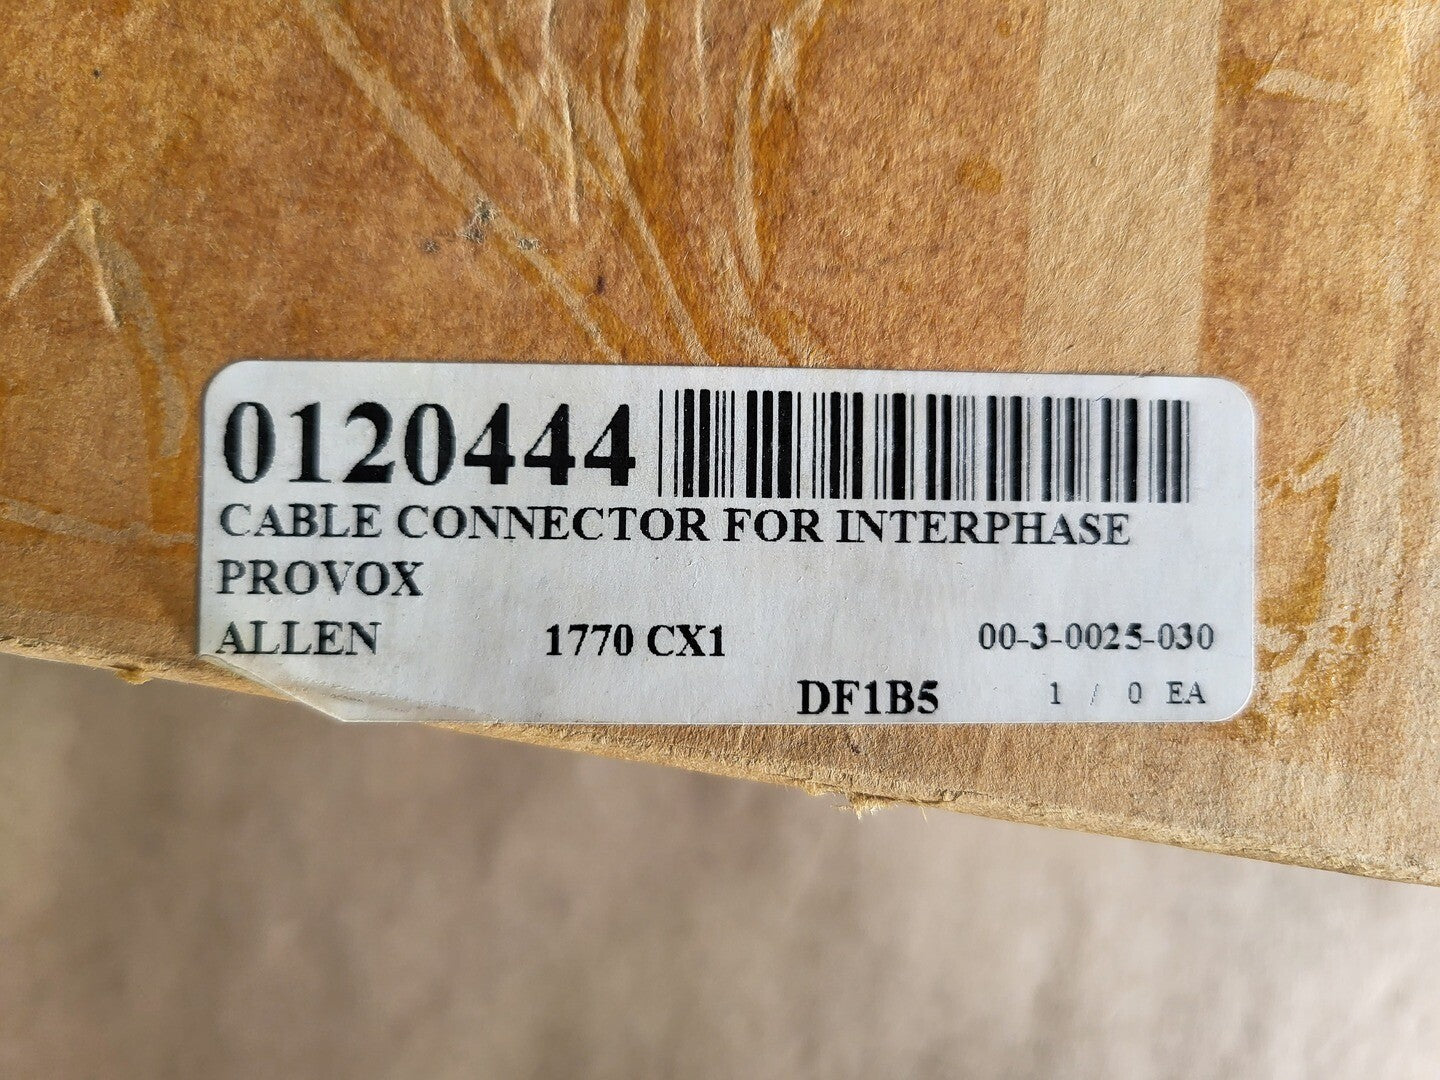 0120444
CABLE CONNECTOR FOR INTERPHASE
PROVOX
ALLEN 1770 CX1 00-3-0025-030
DF1B5 1 / 0 EA